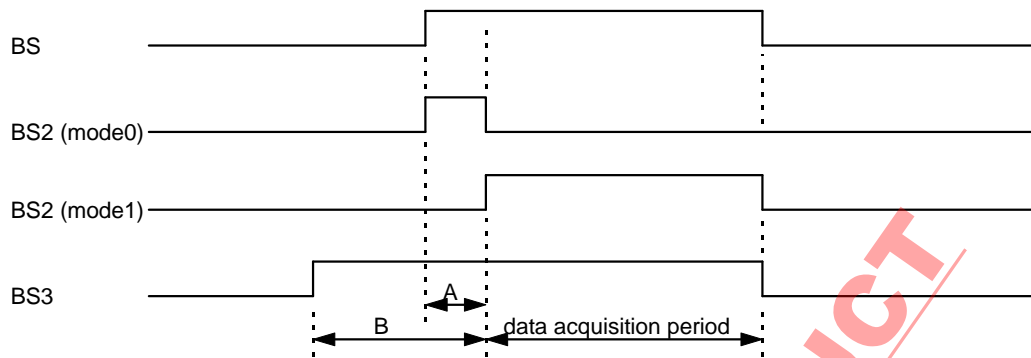 BS
BS2 (mode0)
BS2 (mode1)
BS3
A
B
data acquisition period